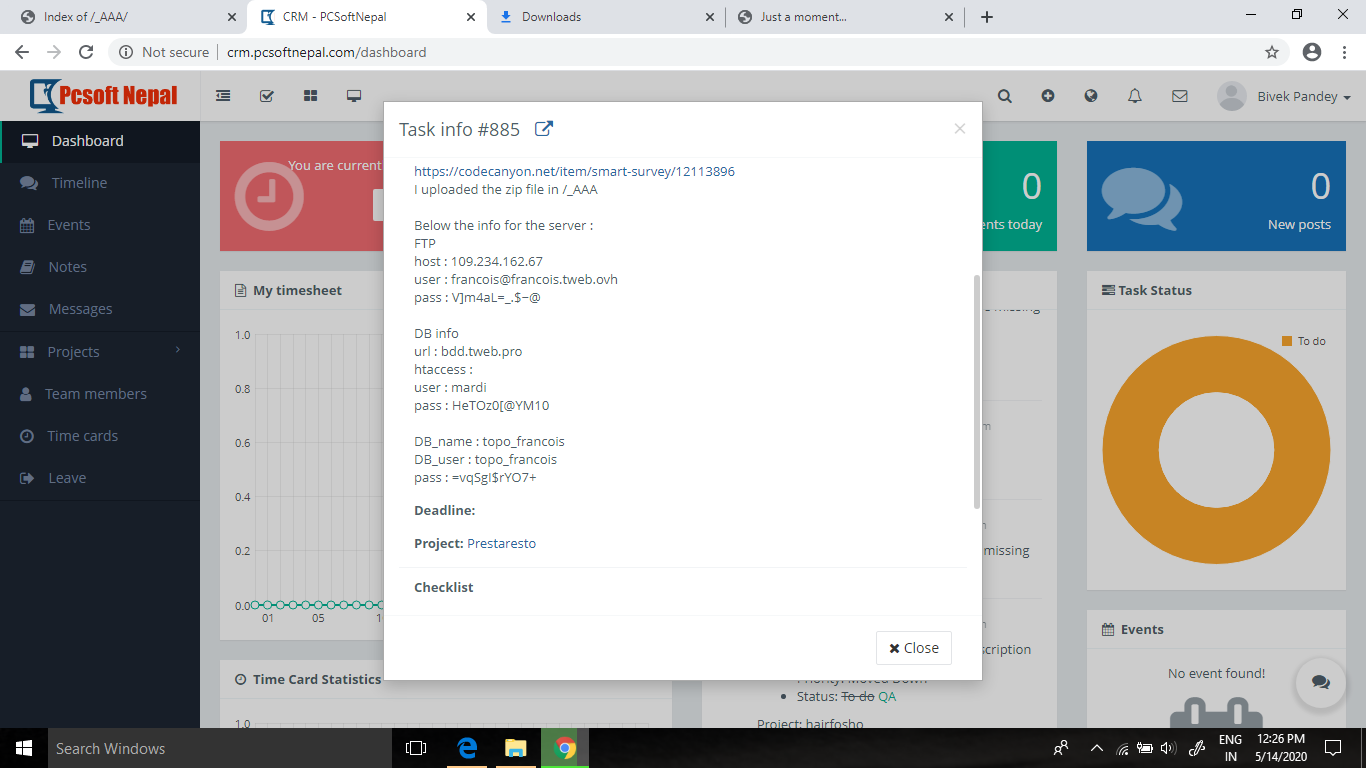 Index of /_AAA/
CRM - PCSoftNepal
Downloads
Just a moment...
Not secure
crm.pcsoftnepal.com/dashboard
Pcsoft Nepal
Bivek Pandey
Dashboard
Timeline
Events
Notes
Messages
Projects
Team members
Time cards
Leave
You are current
My timesheet
1.0
0.8
0.6
0.4
0.2
0.0
01
05
1
Time Card Statistics
1.0
Task info #885
https://codecanyon.net/item/smart-survey/12113896
I uploaded the zip file in /_AAA
Below the info for the server :
FTP
host : 109.234.162.67
user : francois@francois.tweb.ovh
pass : V]m4aL=_.$~@
DB info
url : bdd.tweb.pro
htaccess :
user : mardi
pass : HeTOz0[@YM10
DB_name : topo_francois
DB_user : topo_francois
pass : =vqSgI$rYO7+
Deadline:
Project: Prestaresto
Checklist
Close
0
ents today
missing
scription
Status: To do QA
Project: hairfosho
0
New posts
Task Status
To do
Events
No event found!
Search Windows
ENG
IN
12:26 PM
5/14/2020